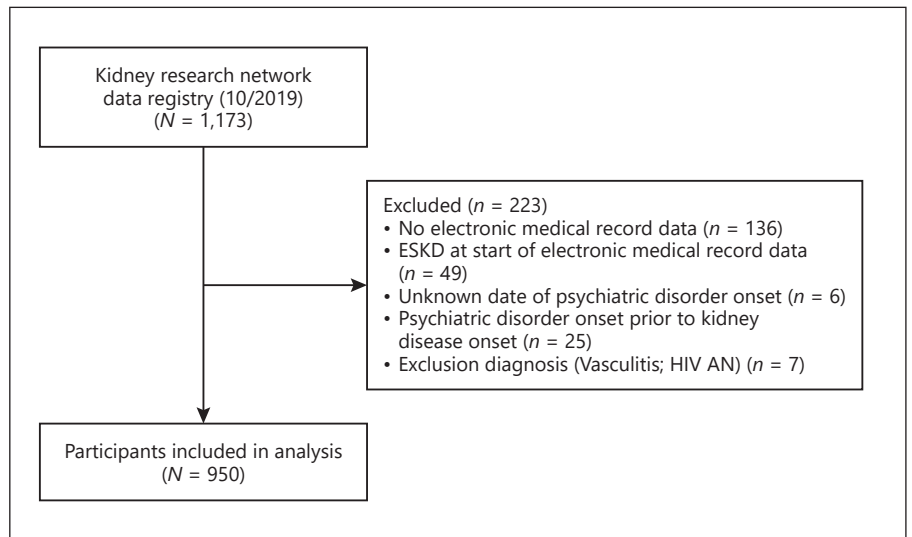 Kidney research network
data registry (10/2019)
(N = 1,173)
Excluded (n = 223)
• No electronic medical record data (n = 136)
• ESKD at start of electronic medical record data
(n = 49)
• Unknown date of psychiatric disorder onset (n = 6)
• Psychiatric disorder onset prior to kidney
disease onset (n = 25)
• Exclusion diagnosis (Vasculitis; HIV AN) (n = 7)
Participants included in analysis
(N = 950)